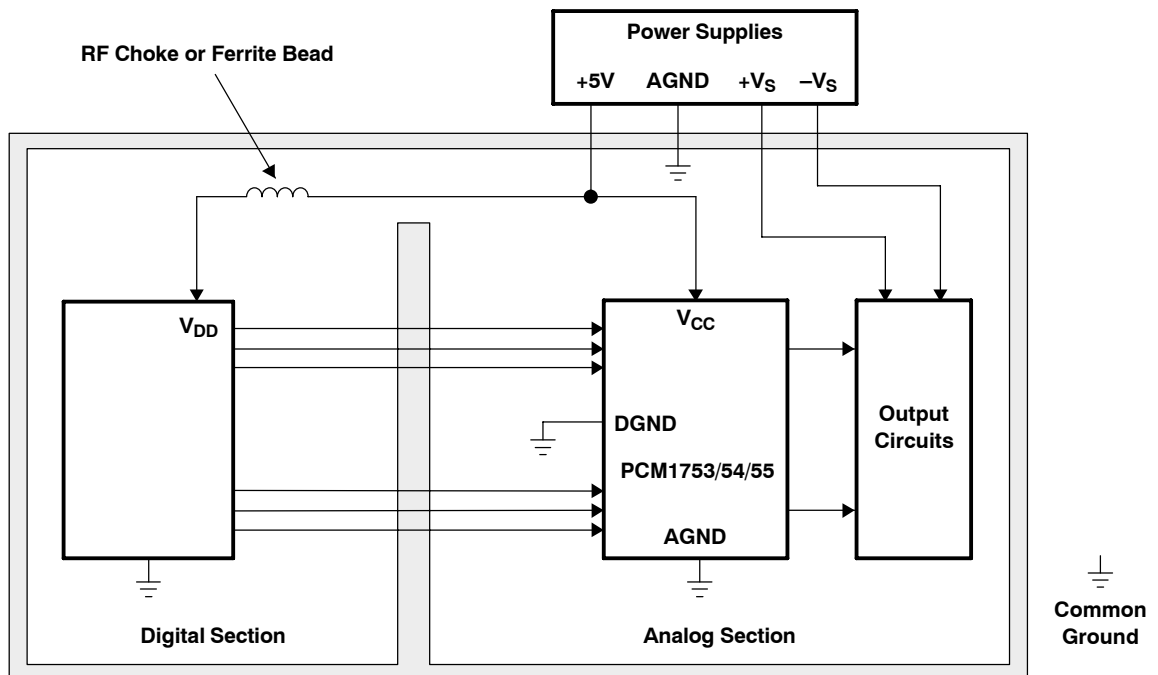 Power Supplies
RF Choke or Ferrite Bead
+5V AGND +VS –VS
VDD
VCC
DGND
Output
Circuits
PCM1753/54/55
AGND
Common
Ground
Digital Section
Analog Section